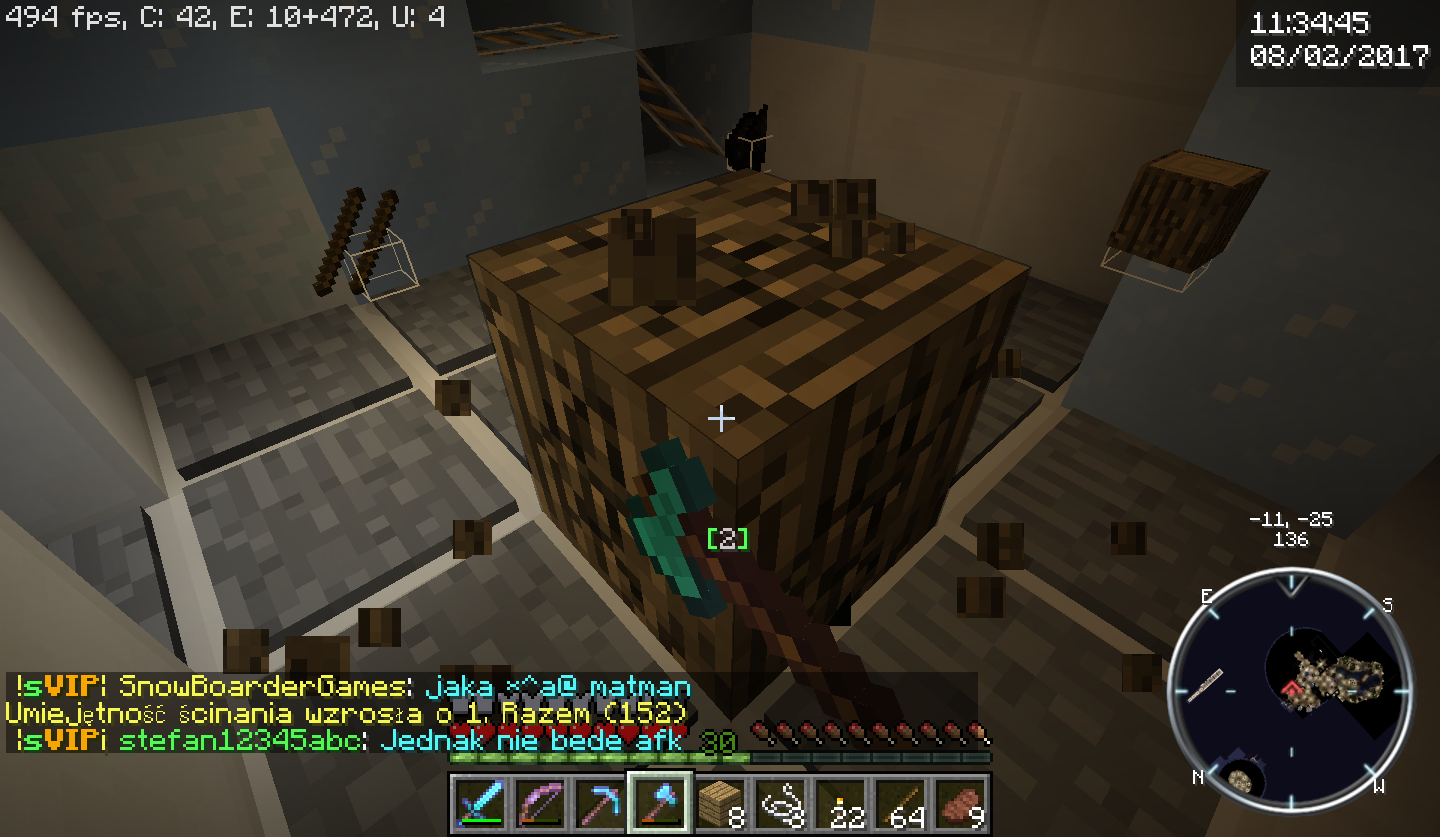 494 fps, C: 42, E: 10+472, U: 4
11:34:45
08/02/2017
[2]
-11, -25
136
E
S
N
W
|sVIP| SnowBoarderGames: jaka x^a@ matman
Umiejętność ścinania wzrosła o 1. Razem (152)
|sVIP| stefan12345abc: Jednak nie bede afk
30
8 8 22 64 9